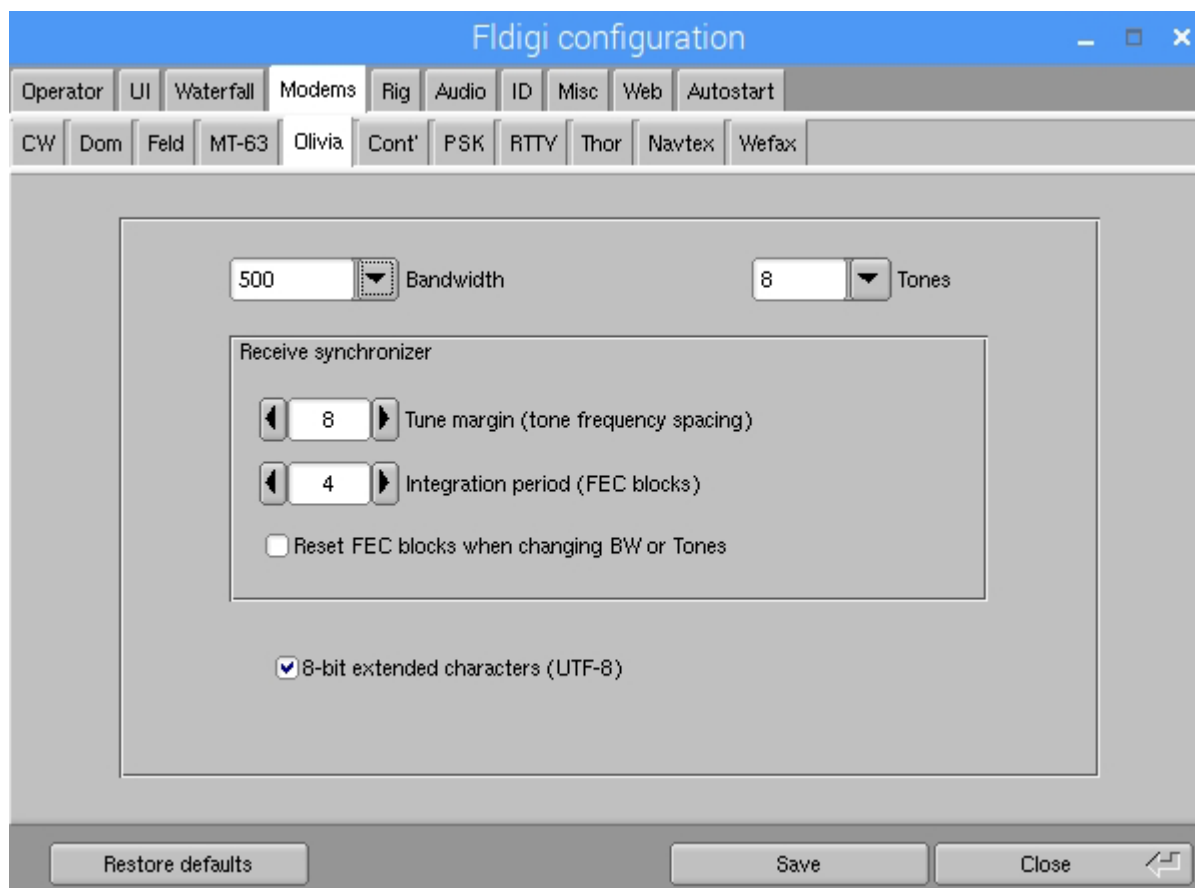 Fldigi configuration
Operator UI Waterfall Modems Rig Audio ID Misc Web Autostart
CW Dom Feld MT-63 Olivia Cont' PSK RTTY Thor Navtex Wefax
500 Bandwidth 8 Tones
Receive synchronizer
8 Tune margin (tone frequency spacing)
4 Integration period (FEC blocks)
Reset FEC blocks when changing BW or Tones
8-bit extended characters (UTF-8)
Restore defaults Save Close